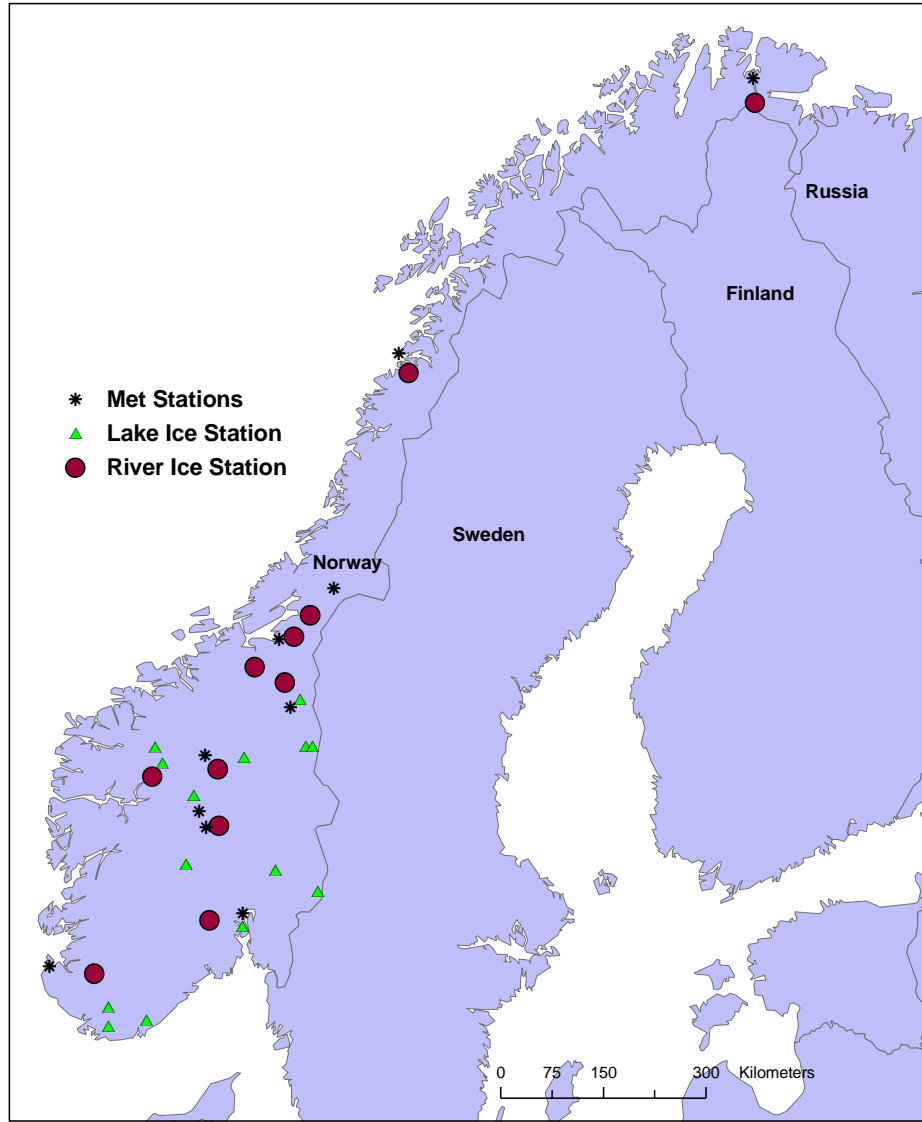 Russia
Finland
Met Stations
Lake Ice Station
River Ice Station
Sweden
Norway
0 75 150 300 Kilometers